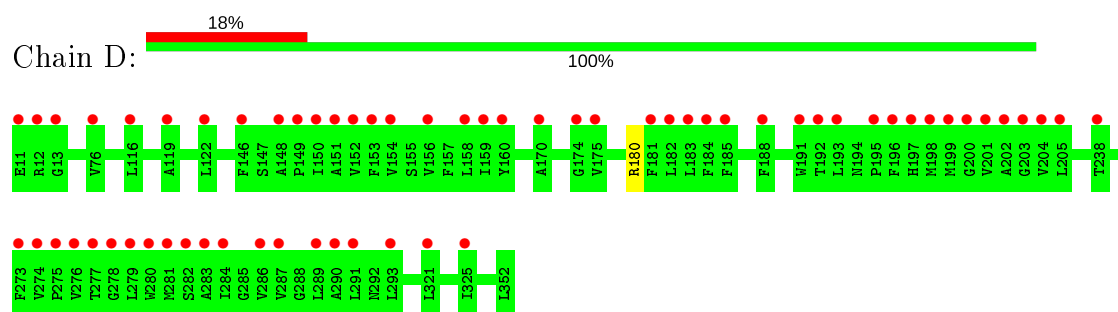 18%
Chain D:
100%
E11 R12 G13 V76 L116 A119 L122 F146 S147 A148 P149 I150 A151 V152 F153 V154 S155 V156 F157 L158 I159 Y160 A170 G174 V175 R180 F181 L182 L183 F184 F185 F188 W191 T192 L193 N194 P195 F196 H197 M198 M199 G200 V201 A202 G203 V204 L205 T238
F273 V274 P275 V276 T277 G278 L279 W280 M281 S282 A283 I284 G285 V286 V287 G288 L289 A290 L291 N292 L293 L321 I325 L352